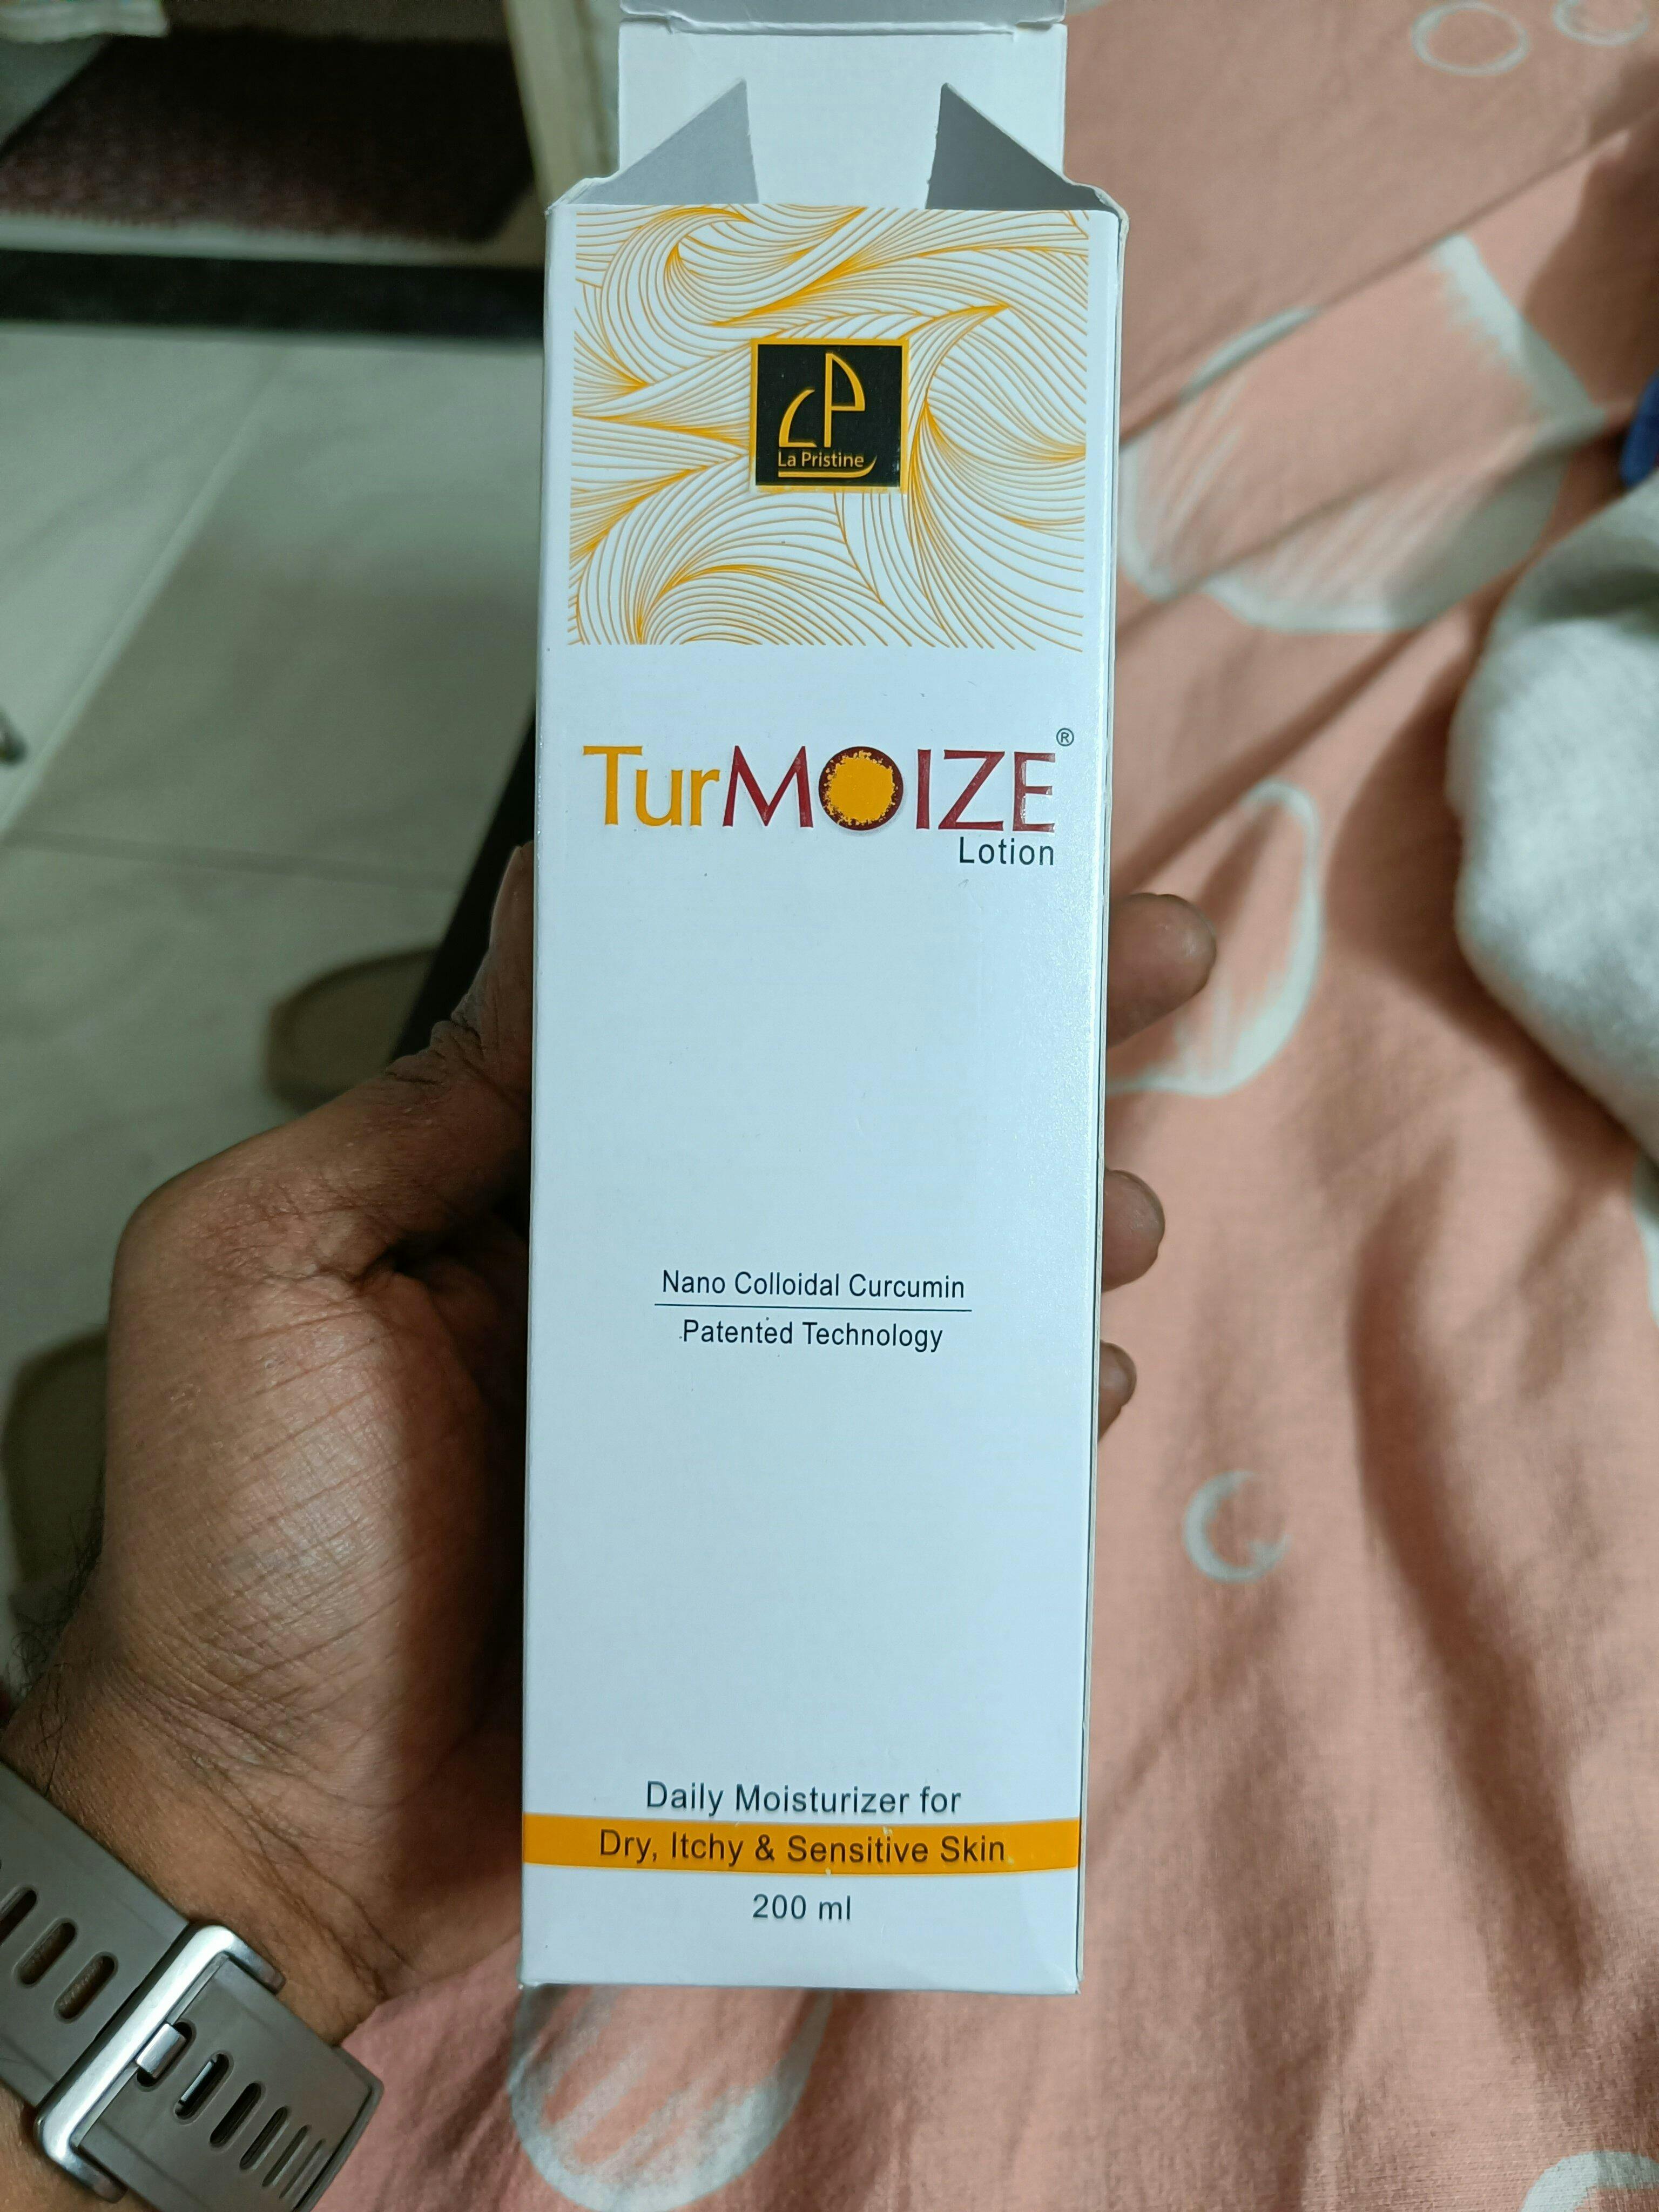 LP
La Pristine
TurMOIZE®
Lotion
Nano Colloidal Curcumin
Patented Technology
Daily Moisturizer for
Dry, Itchy & Sensitive Skin
200 ml